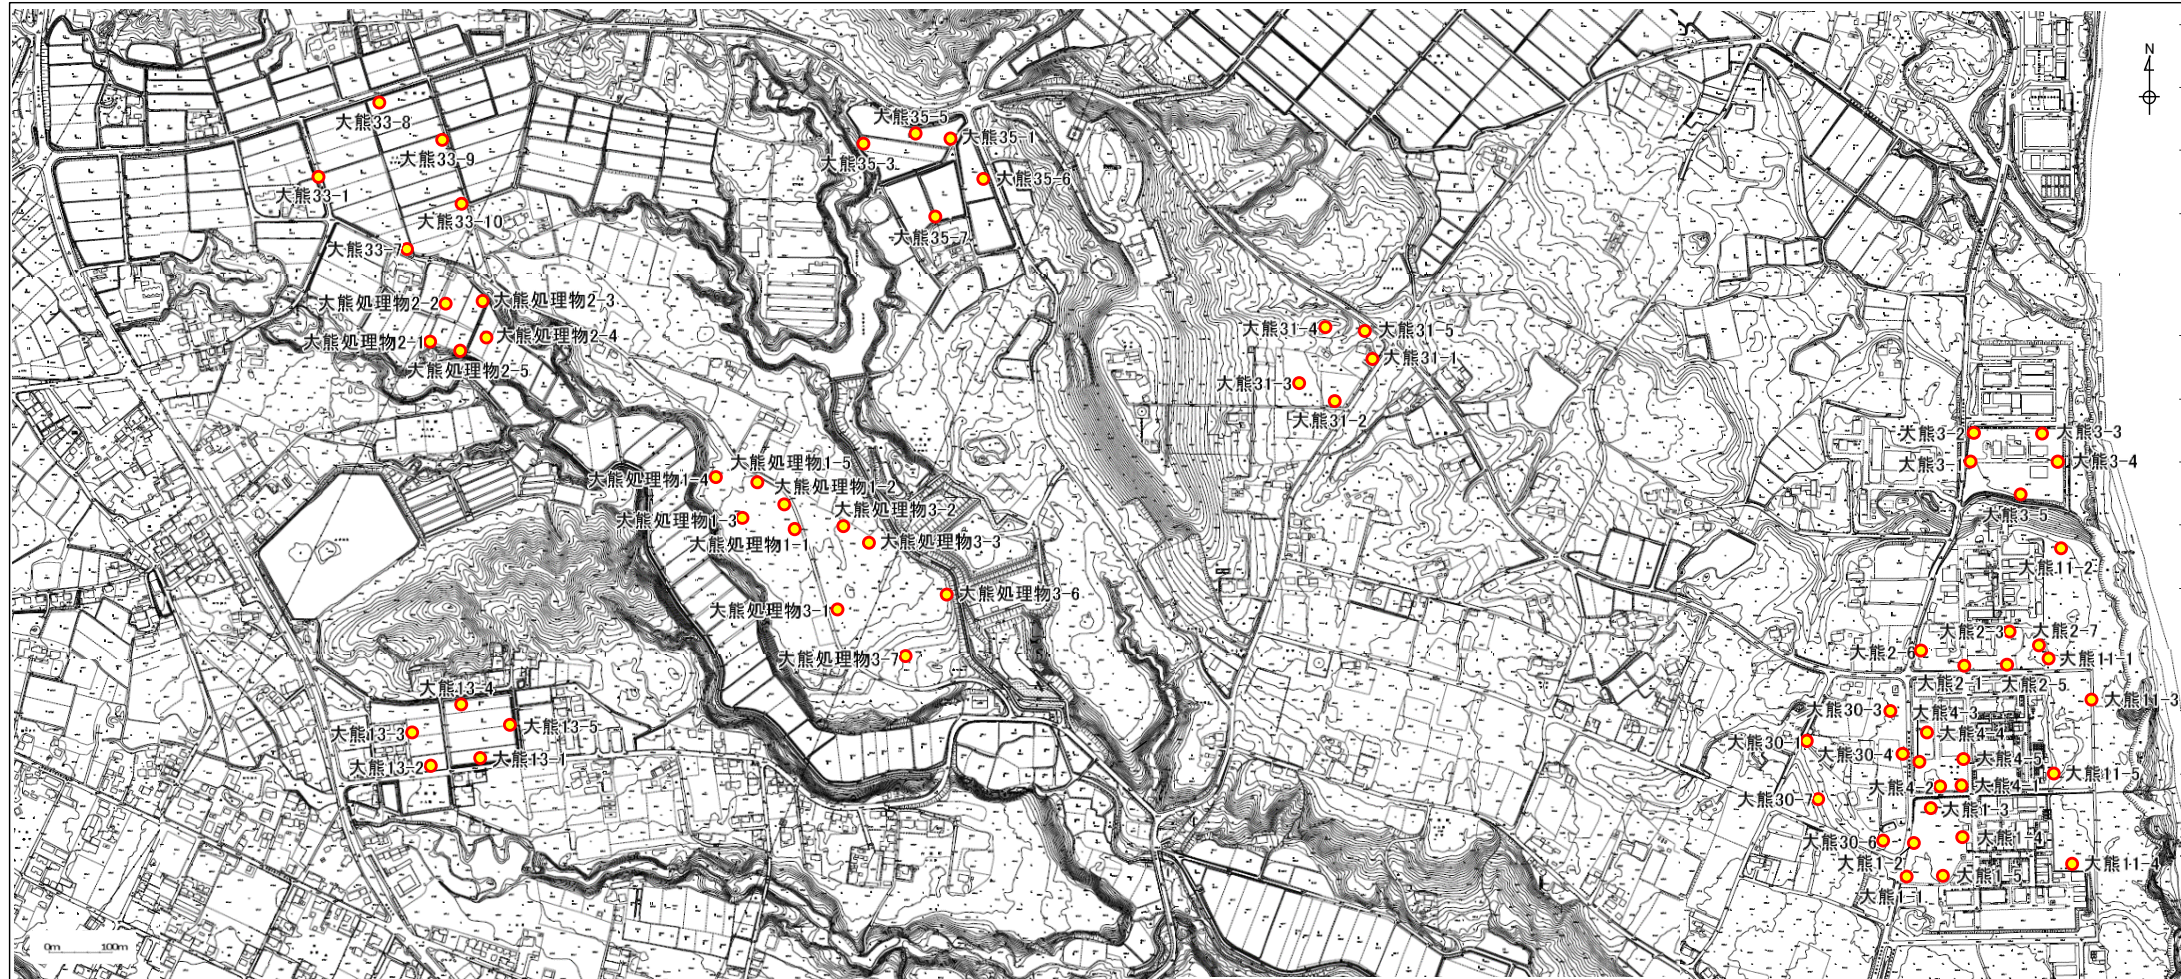 N
大熊33-8
大熊33-9
大熊33-1
大熊33-10
大熊33-7
大熊35-5
大熊35-1
大熊35-3
大熊35-6
大熊35-7
大熊処理物2-2
大熊処理物2-3
大熊処理物2-1
大熊処理物2-4
大熊処理物2-5
大熊31-4
大熊31-5
大熊31-1
大熊31-3
大熊31-2
大熊3-2
大熊3-3
大熊3-1
大熊3-4
大熊3-5
大熊処理物1-5
大熊処理物1-4
大熊処理物1-2
大熊処理物1-3
大熊処理物3-2
大熊処理物1-1
大熊処理物3-3
大熊処理物3-1
大熊処理物3-6
大熊処理物3-7
大熊11-2
大熊2-3
大熊2-7
大熊2-6
大熊11-1
大熊2-1
大熊2-5
大熊11-3
大熊13-4
大熊13-3
大熊13-5
大熊13-2
大熊13-1
大熊30-3
大熊4-3
大熊30-1
大熊4-4
大熊30-4
大熊4-5
大熊11-5
大熊4-2
大熊4-1
大熊30-7
大熊1-3
大熊30-6
大熊1-4
大熊1-2
大熊1-5
大熊11-4
大熊1-1
0m 100m